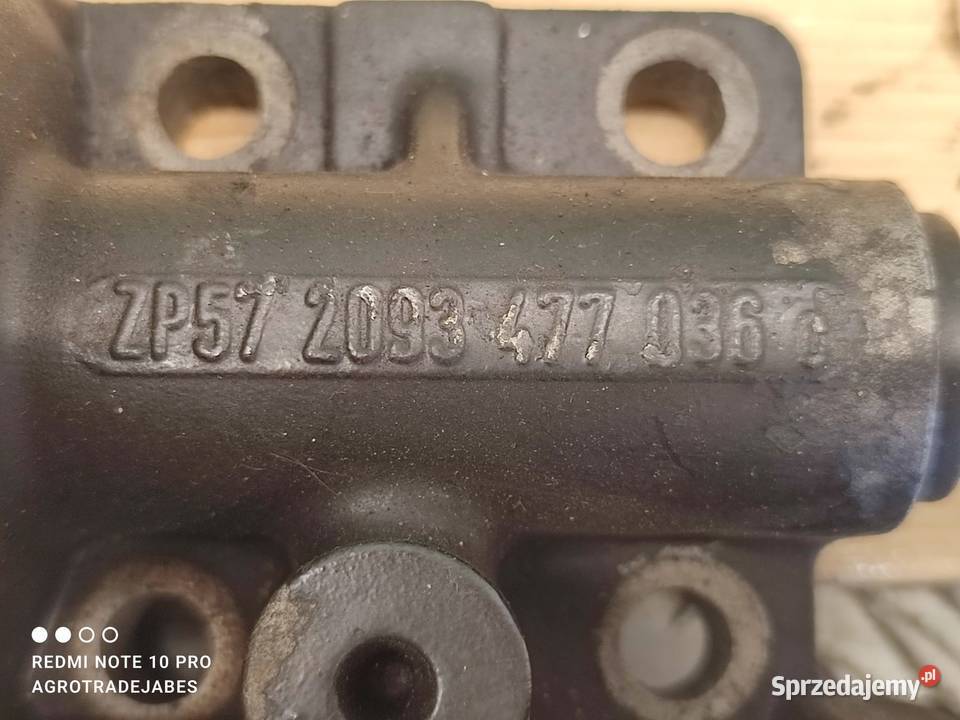 ZP57 2093 477 036
REDMI NOTE 10 PRO
AGROTRADEJABES
Sprzedajemy.pl